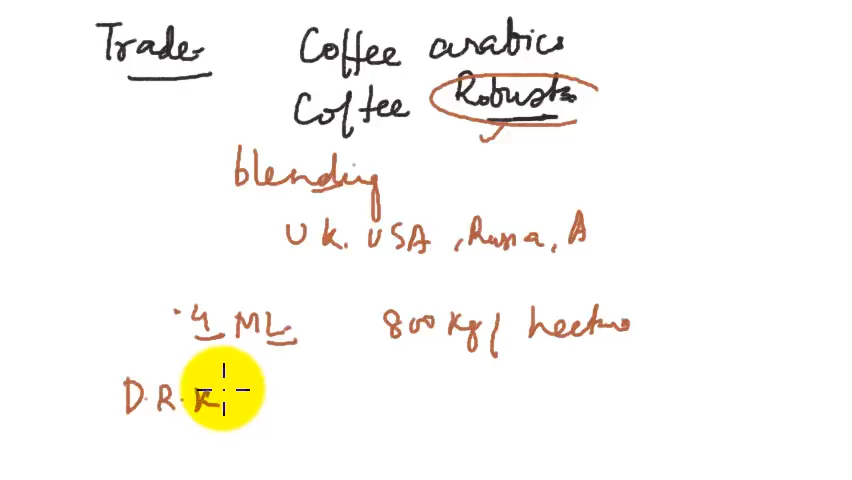 Trade Coffee arabica
Coffee Robusta
blending
UK. USA, Russia, A
.4 ML. 800 Kg/ hectare
D.R.K